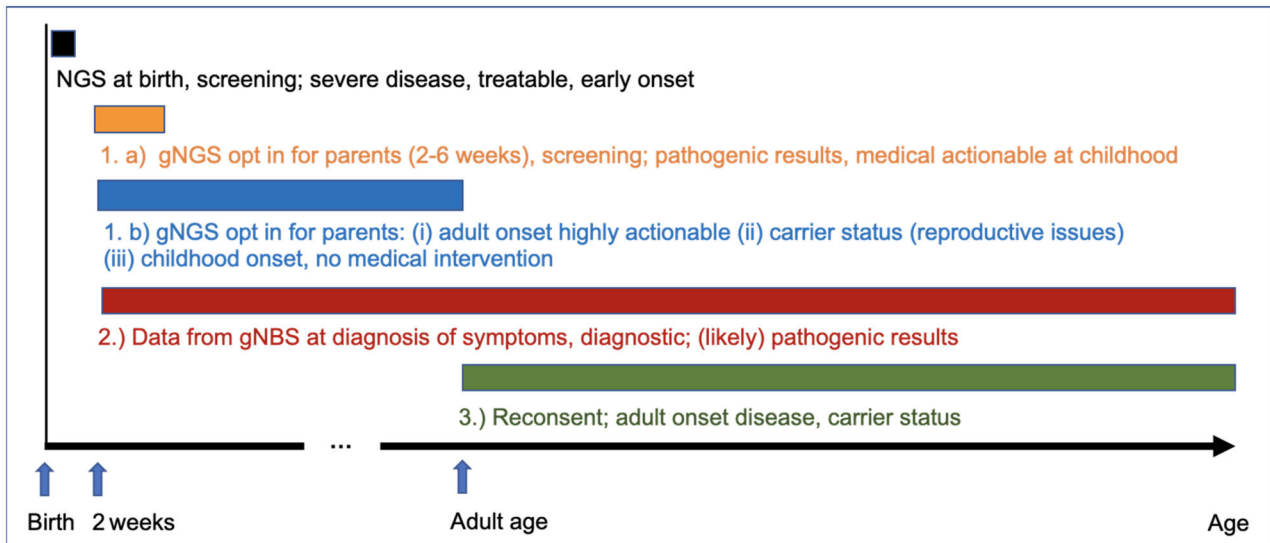 NGS at birth, screening; severe disease, treatable, early onset
1. a) gNGS opt in for parents (2-6 weeks), screening; pathogenic results, medical actionable at childhood
1. b) gNGS opt in for parents: (i) adult onset highly actionable (ii) carrier status (reproductive issues)
(iii) childhood onset, no medical intervention
2.) Data from gNBS at diagnosis of symptoms, diagnostic; (likely) pathogenic results
3.) Reconsent; adult onset disease, carrier status
...
Birth 2 weeks Adult age Age